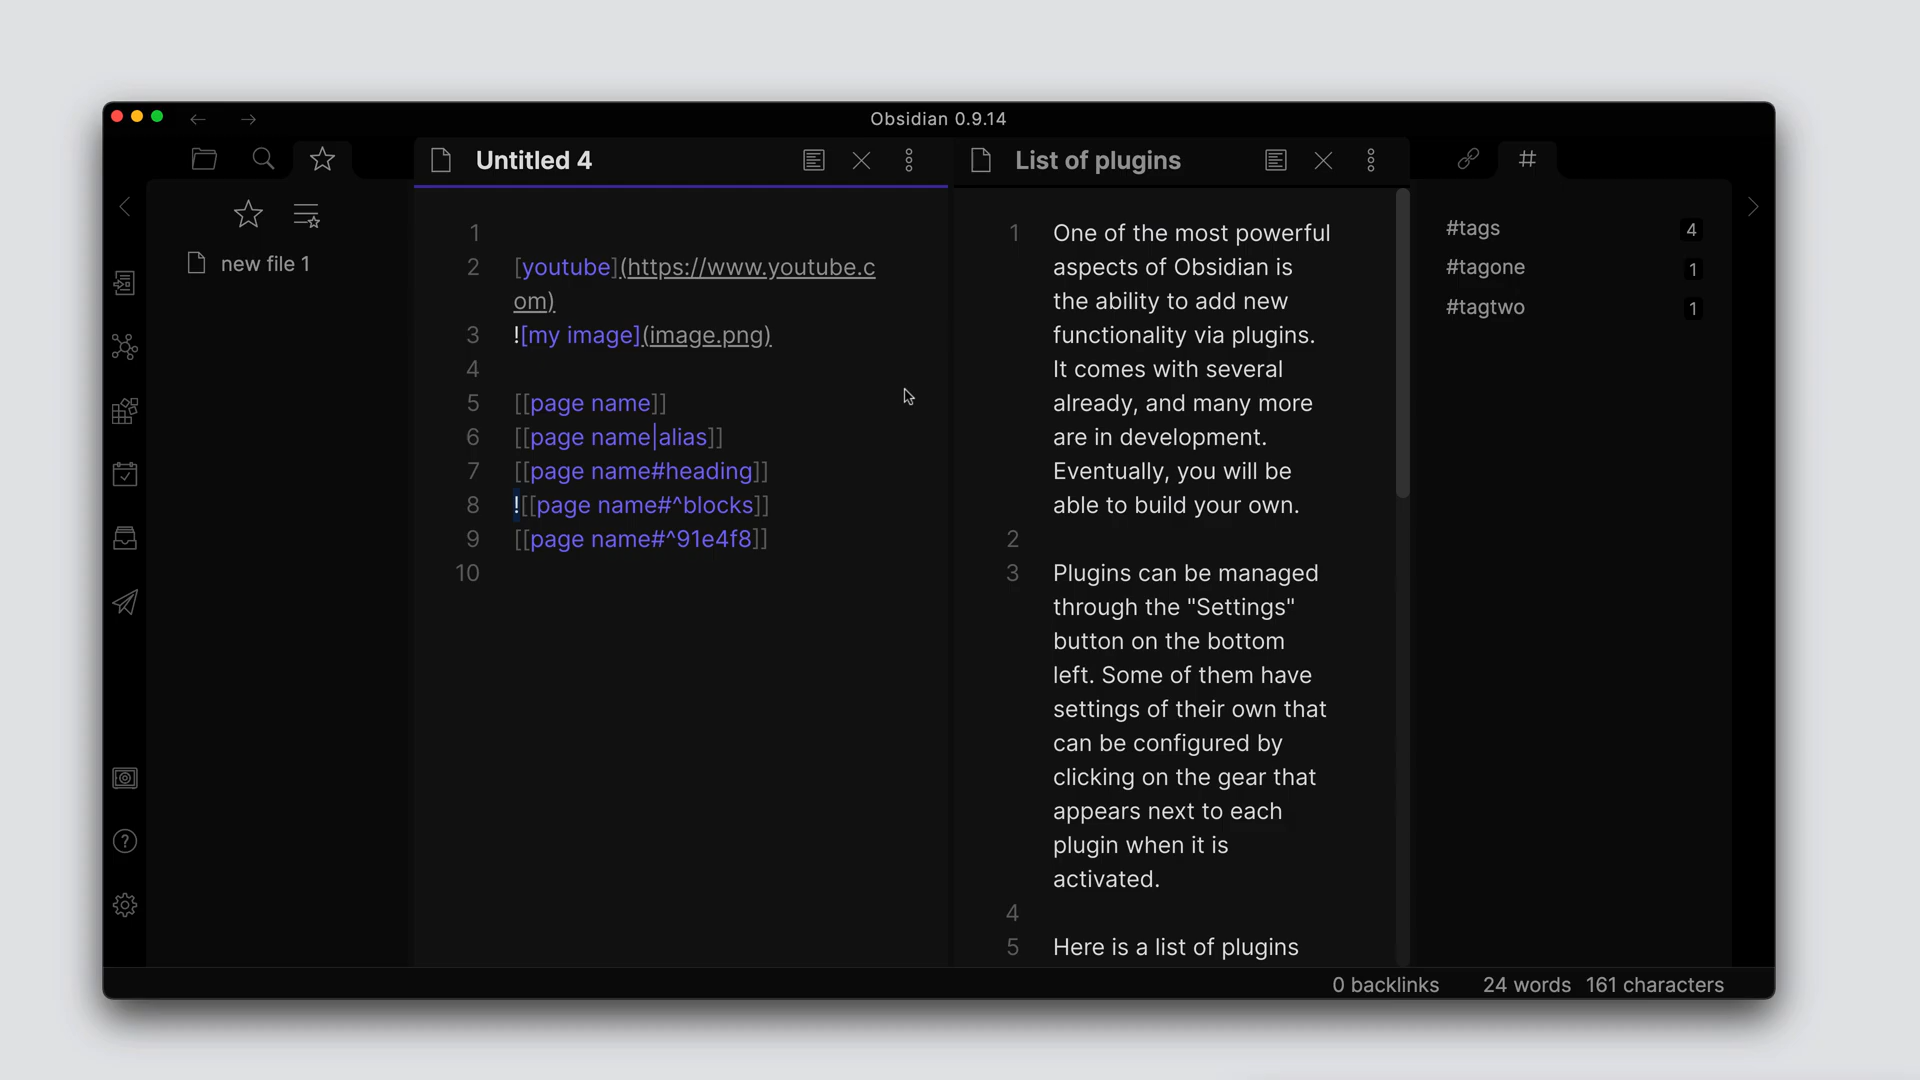 Obsidian 0.9.14
Untitled 4
List of plugins
new file 1
1
2 [youtube](https://www.youtube.c
om)
3 ![my image](image.png)
4
5 [[page name]]
6 [[page name|alias]]
7 [[page name#heading]]
8 ![[page name#^blocks]]
9 [[page name#^91e4f8]]
10
1 One of the most powerful
aspects of Obsidian is
the ability to add new
functionality via plugins.
It comes with several
already, and many more
are in development.
Eventually, you will be
able to build your own.
2
3 Plugins can be managed
through the "Settings"
button on the bottom
left. Some of them have
settings of their own that
can be configured by
clicking on the gear that
appears next to each
plugin when it is
activated.
4
5 Here is a list of plugins
#tags 4
#tagone 1
#tagtwo 1
0 backlinks 24 words 161 characters